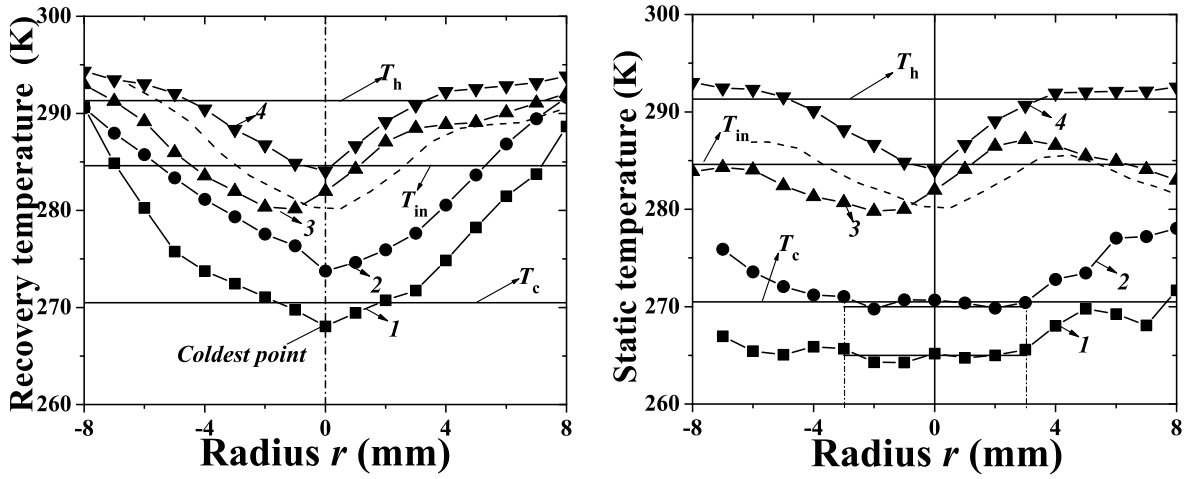 300
290
280
270
260
Recovery temperature (K)
T_h
4
T_in
3
2
T_c
1
Coldest point
-8
-4
0
4
8
Radius r (mm)
300
290
280
270
260
Static temperature (K)
T_h
4
T_in
3
T_c
2
1
-8
-4
0
4
8
Radius r (mm)